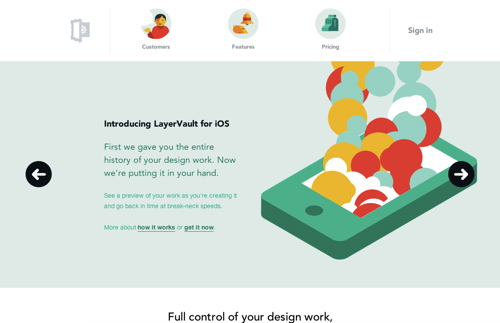 Customers
Features
Pricing
Sign in
Introducing LayerVault for iOS
First we gave you the entire
history of your design work. Now
we're putting it in your hand.
See a preview of your work as you're creating it
and go back in time at break-neck speeds.
More about how it works or get it now.
Full control of your design work,